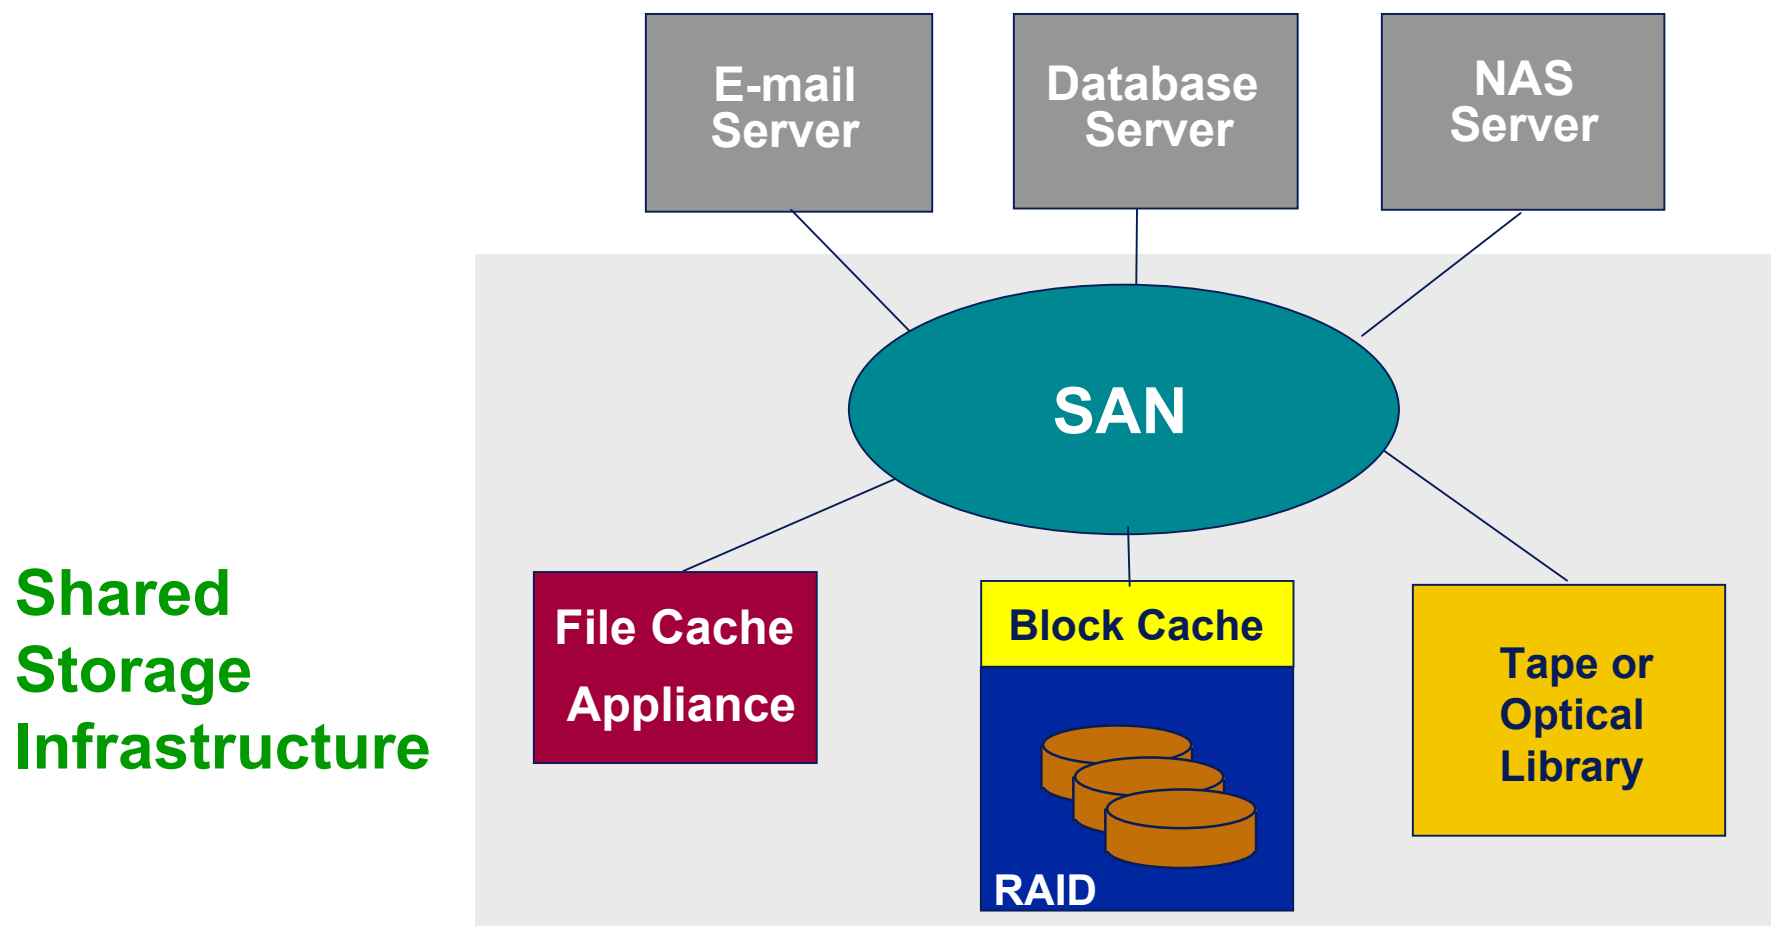 E-mail
Server
Database
Server
NAS
Server
SAN
Shared
Storage
Infrastructure
File Cache
Appliance
Block Cache
RAID
Tape or
Optical
Library